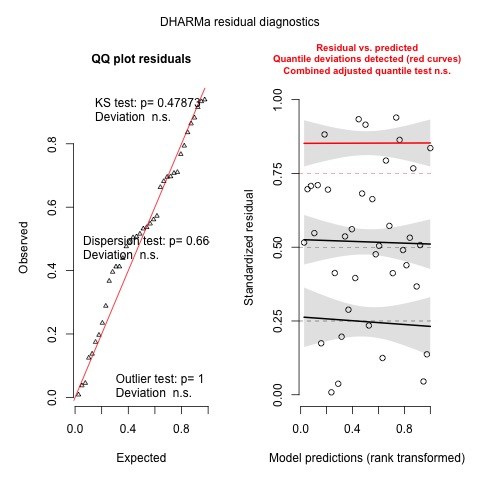 DHARMa residual diagnostics
QQ plot residuals
KS test: p= 0.47873
Deviation n.s.
Dispersion test: p= 0.66
Deviation n.s.
Outlier test: p= 1
Deviation n.s.
Observed
0.0
0.2
0.4
0.6
0.8
0.0
0.4
0.8
Expected
Residual vs. predicted
Quantile deviations detected (red curves)
Combined adjusted quantile test n.s.
Standardized residual
0.00
0.25
0.50
0.75
1.00
0.0
0.4
0.8
Model predictions (rank transformed)